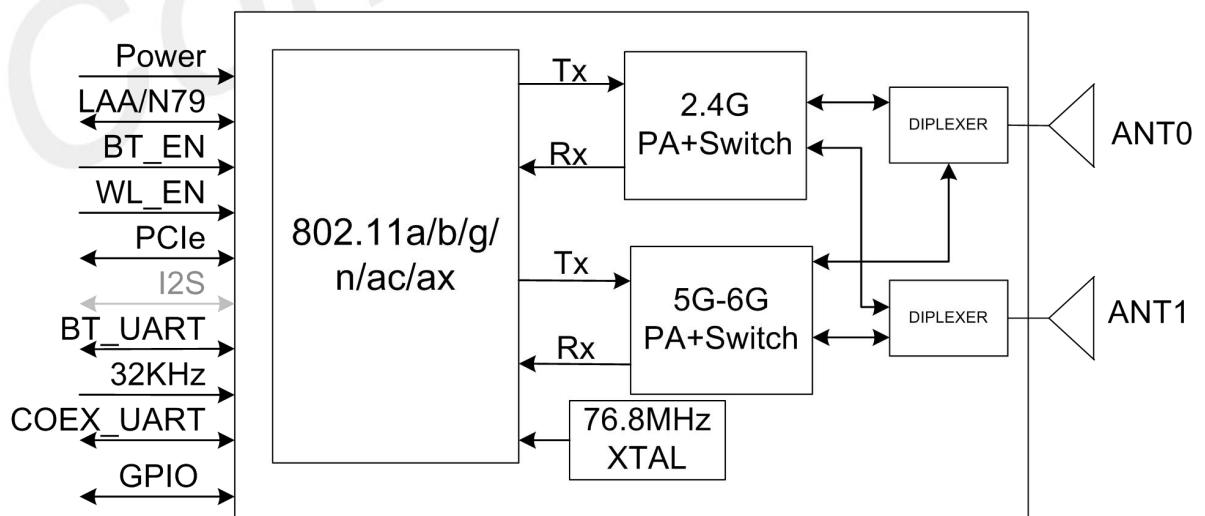 Power
LAA/N79
BT_EN
WL_EN
PCIe
I2S
BT_UART
32KHz
COEX_UART
GPIO
802.11a/b/g/
n/ac/ax
Tx
Rx
Tx
Rx
2.4G
PA+Switch
5G-6G
PA+Switch
76.8MHz
XTAL
DIPLEXER
DIPLEXER
ANT0
ANT1